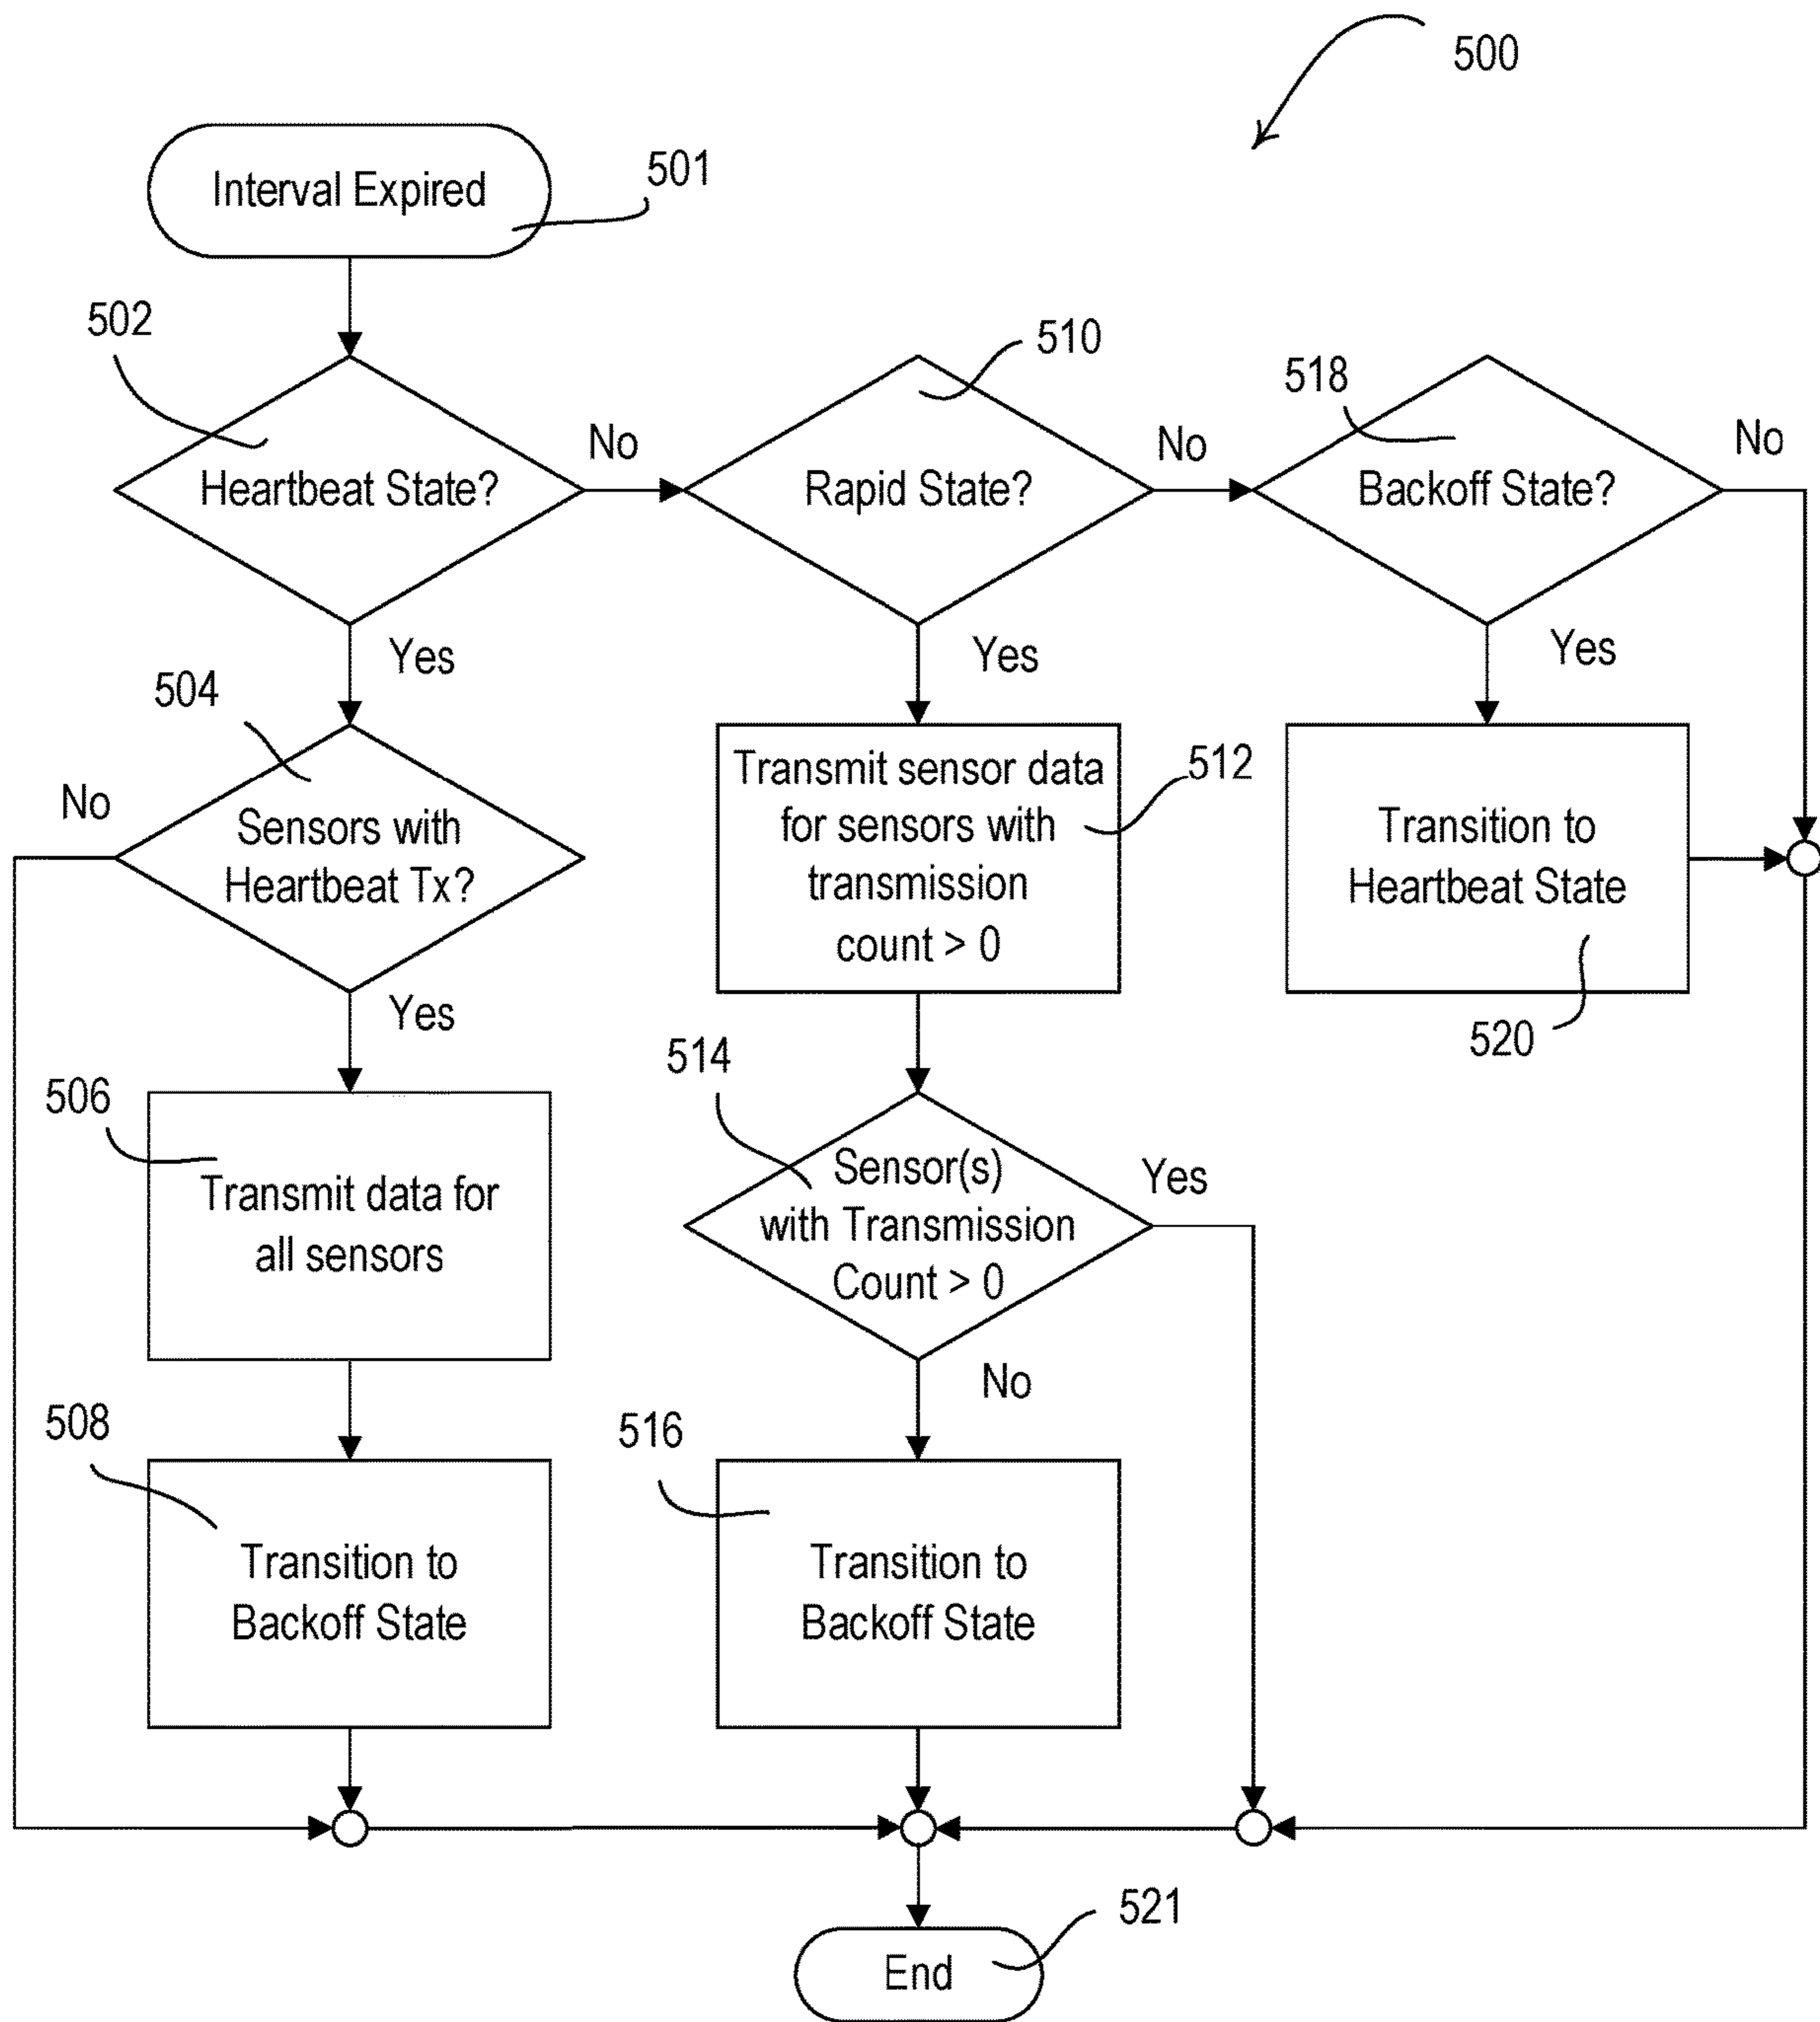 500
Interval Expired
501
502
510
518
Heartbeat State?
No
Rapid State?
No
Backoff State?
No
Yes
Yes
Yes
504
No
Sensors with
Heartbeat Tx?
Transmit sensor data
for sensors with
transmission
count > 0
512
Transition to
Heartbeat State
520
Yes
506
Transmit data for
all sensors
514
Sensor(s)
with Transmission
Count > 0
Yes
No
508
Transition to
Backoff State
516
Transition to
Backoff State
521
End